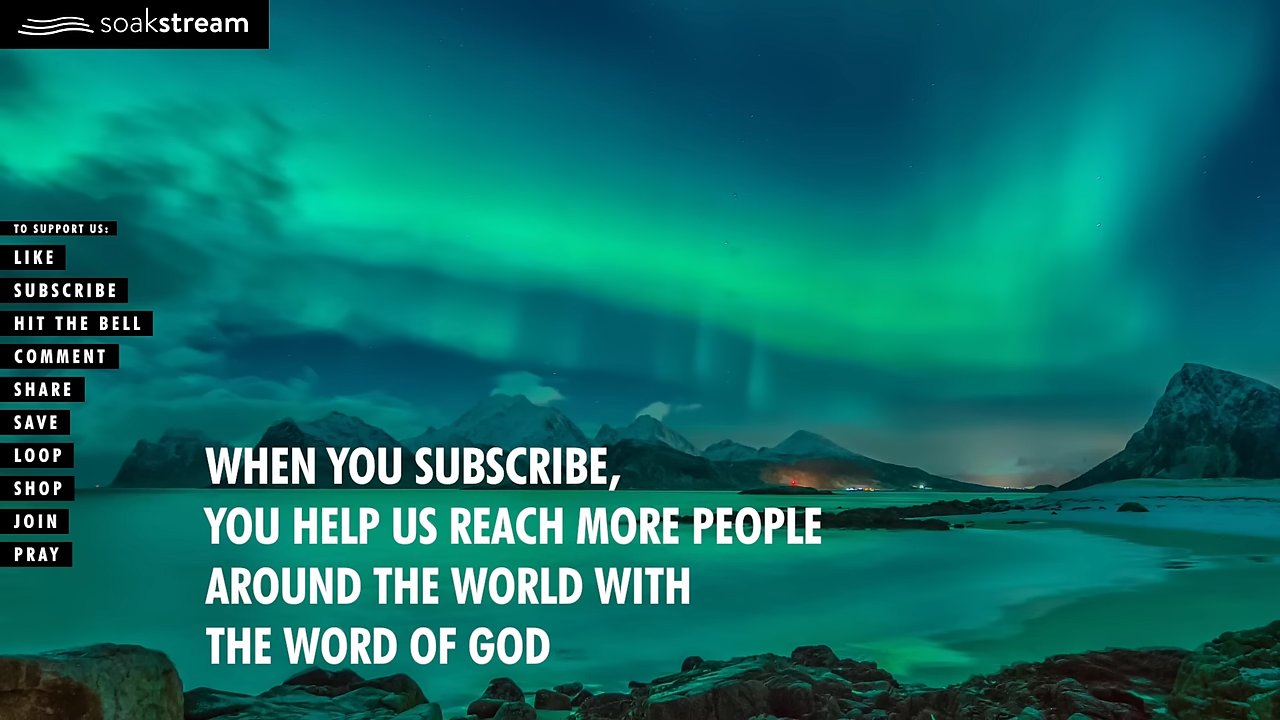 soakstream
TO SUPPORT US:
LIKE
SUBSCRIBE
HIT THE BELL
COMMENT
SHARE
SAVE
LOOP
SHOP
JOIN
PRAY
WHEN YOU SUBSCRIBE,
YOU HELP US REACH MORE PEOPLE
AROUND THE WORLD WITH
THE WORD OF GOD